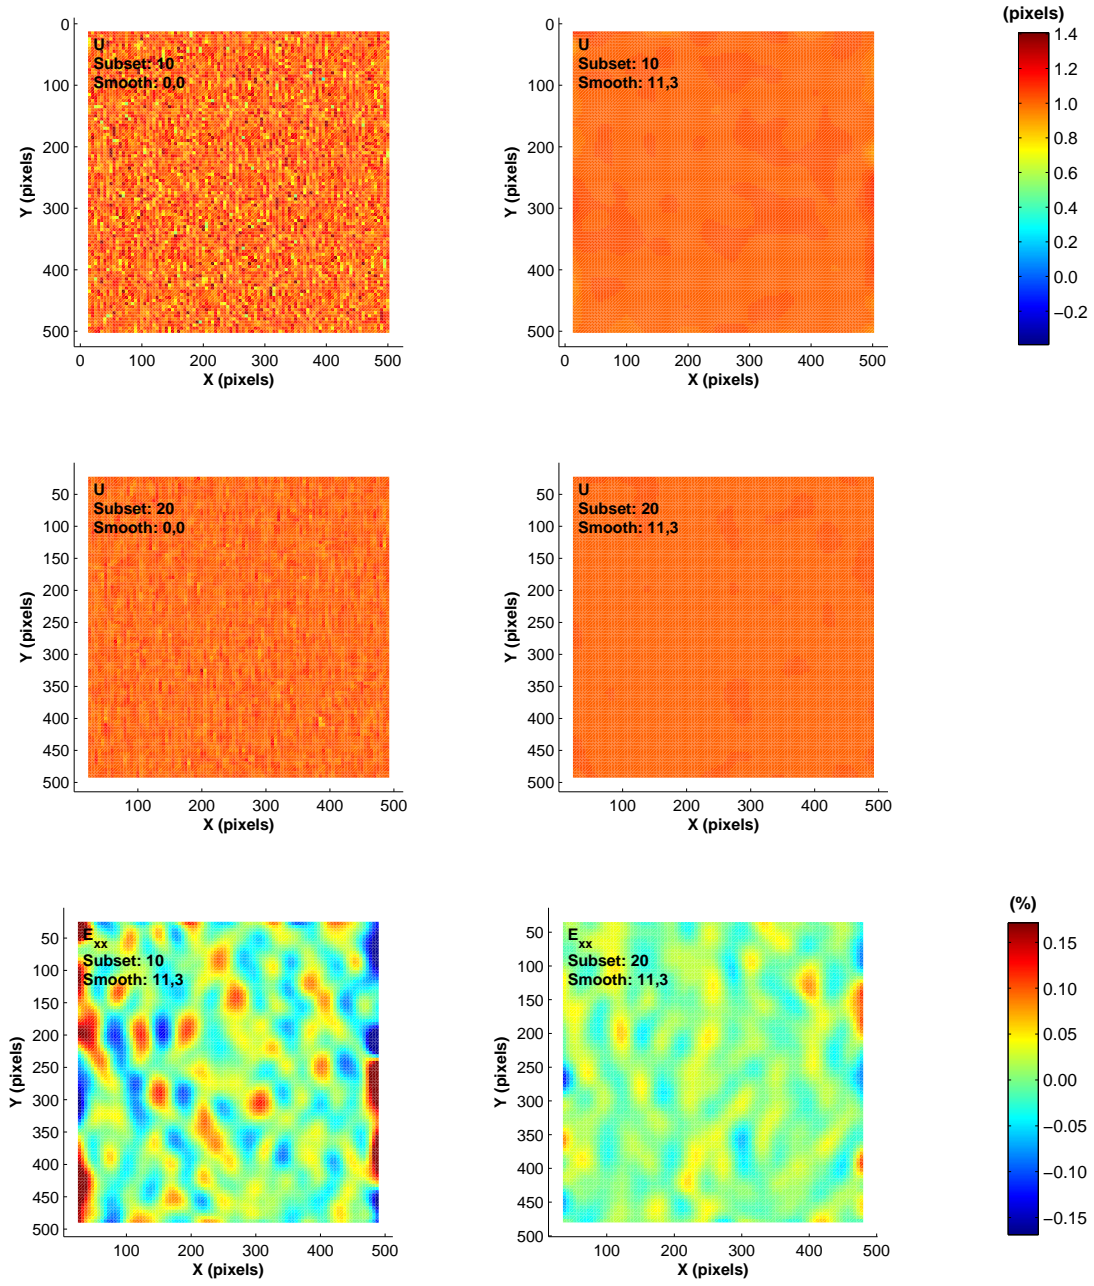 (pixels)
0
100
200
300
400
500
Y (pixels)
U
Subset: 10
Smooth: 0,0
0 100 200 300 400 500
X (pixels)
0
100
200
300
400
500
Y (pixels)
U
Subset: 10
Smooth: 11,3
0 100 200 300 400 500
X (pixels)
1.4
1.2
1.0
0.8
0.6
0.4
0.2
0.0
−0.2
50
100
150
200
250
300
350
400
450
500
Y (pixels)
U
Subset: 20
Smooth: 0,0
100 200 300 400 500
X (pixels)
50
100
150
200
250
300
350
400
450
500
Y (pixels)
U
Subset: 20
Smooth: 11,3
100 200 300 400 500
X (pixels)
50
100
150
200
250
300
350
400
450
500
Y (pixels)
Exx
Subset: 10
Smooth: 11,3
100 200 300 400 500
X (pixels)
50
100
150
200
250
300
350
400
450
500
Y (pixels)
Exx
Subset: 20
Smooth: 11,3
100 200 300 400 500
X (pixels)
(%)
0.15
0.10
0.05
0.00
−0.05
−0.10
−0.15